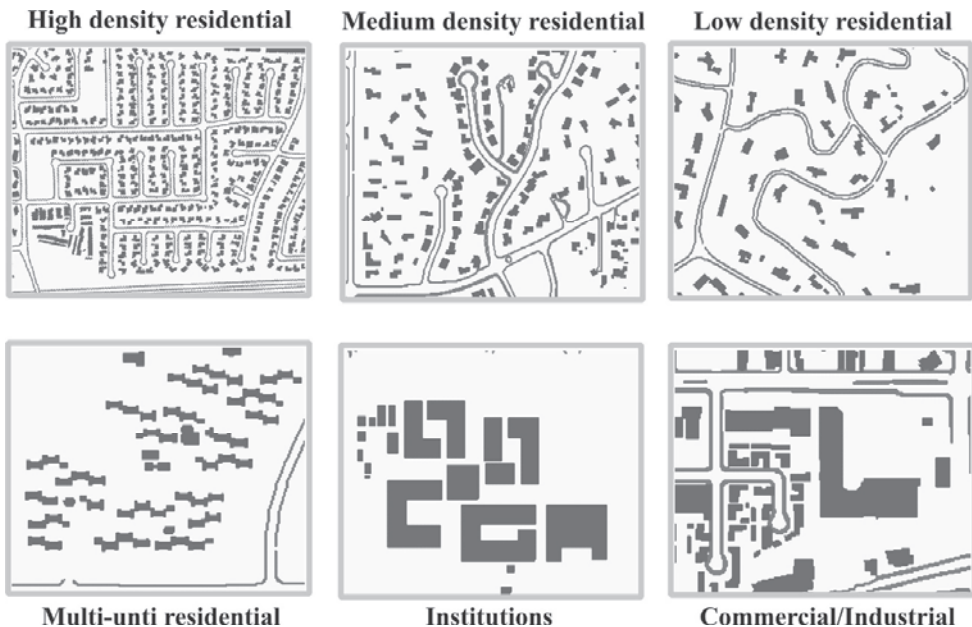 High density residential
Medium density residential
Low density residential
Multi-unti residential
Institutions
Commercial/Industrial